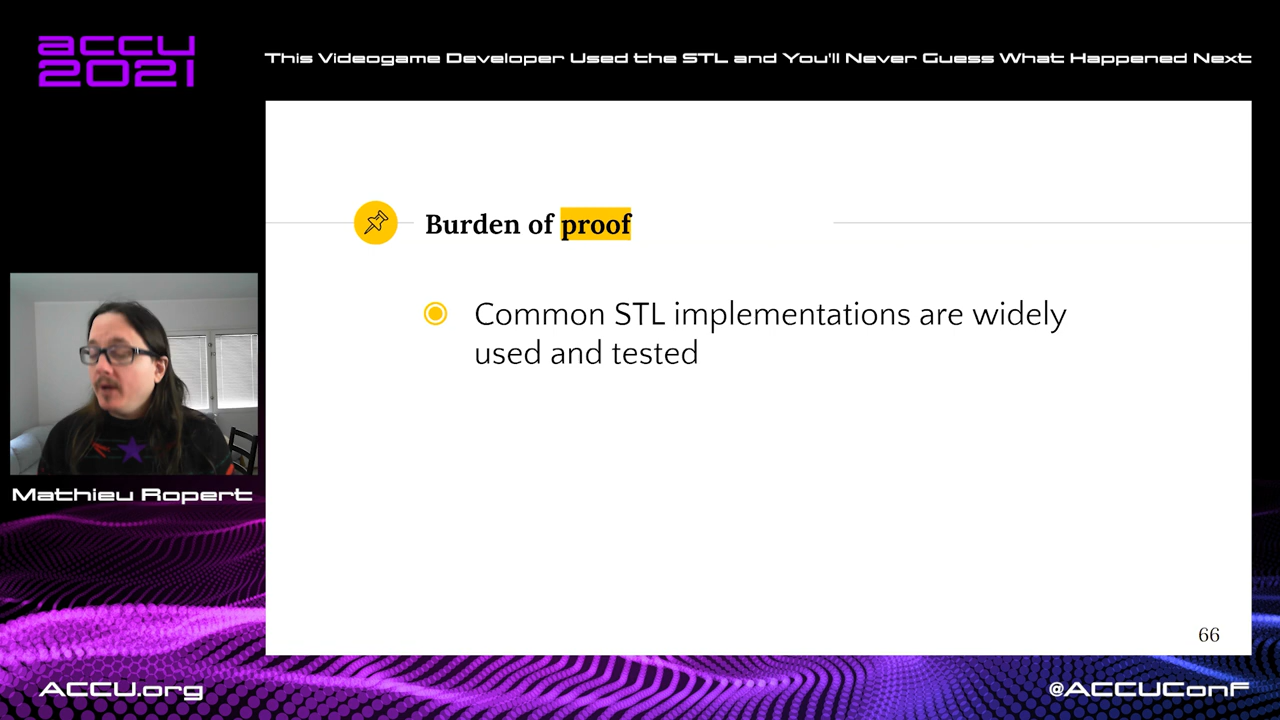 accu
2021
This Videogame Developer Used the STL and You'll Never Guess What Happened Next
Burden of proof
Common STL implementations are widely
used and tested
Mathieu Ropert
66
ACCU.org
@ACCUConf